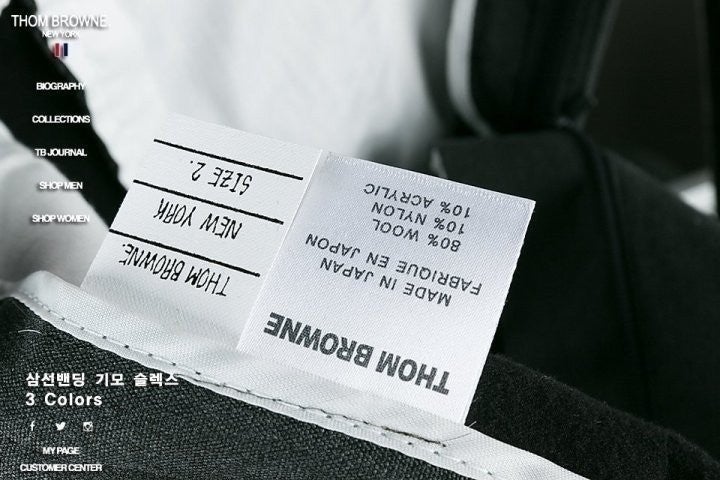 THOM BROWNE.
NEW YORK
BIOGRAPHY
COLLECTIONS
TB JOURNAL
SHOP MEN
SHOP WOMEN
삼선밴딩 기모 슬렉스
3 Colors
MY PAGE
CUSTOMER CENTER
THOM BROWNE.
NEW YORK
SIZE 2.
THOM BROWNE
MADE IN JAPAN
FABRIQUE EN JAPON
80% WOOL
10% NYLON
10% ACRYLIC